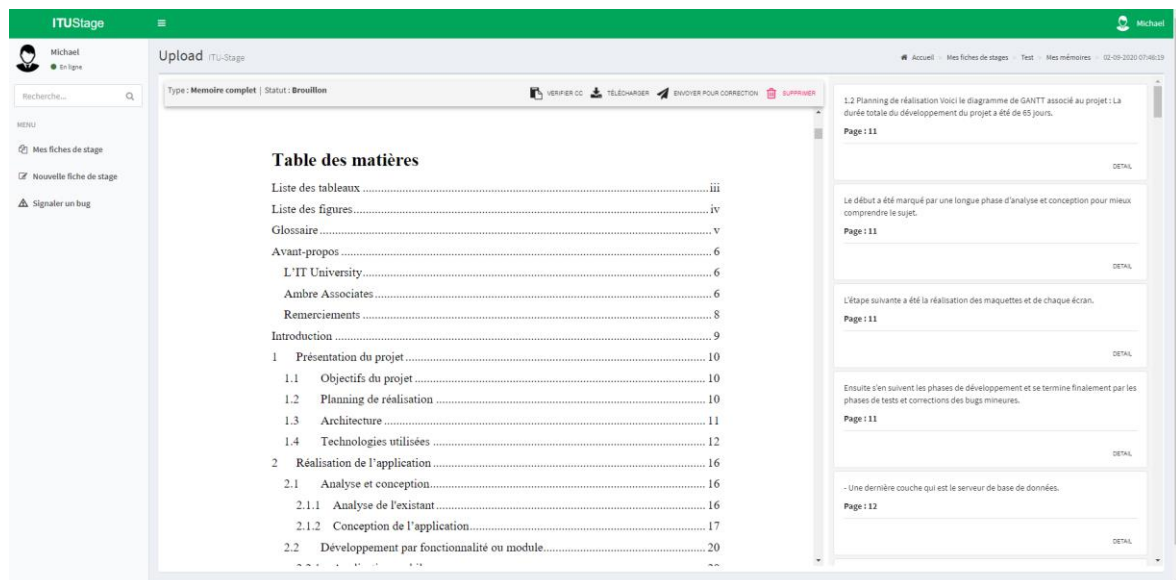 ITUStage
Michael
Michael
En ligne
Recherche...
MENU
Mes fiches de stage
Nouvelle fiche de stage
Signaler un bug
Upload ITU-Stage
Accueil > Mes fiches de stages > Test > Mes mémoires > 02-09-2020 07:46:19
Type : Memoire complet | Statut : Brouillon
VERIFIER CC TÉLÉCHARGER ENVOYER POUR CORRECTION SUPPRIMER
Table des matières
Liste des tableaux ... iii
Liste des figures ... iv
Glossaire ... v
Avant-propos ... 6
L'IT University ... 6
Ambre Associates ... 6
Remerciements ... 8
Introduction ... 9
1 Présentation du projet ... 10
1.1 Objectifs du projet ... 10
1.2 Planning de réalisation ... 10
1.3 Architecture ... 11
1.4 Technologies utilisées ... 12
2 Réalisation de l'application ... 16
2.1 Analyse et conception ... 16
2.1.1 Analyse de l'existant ... 16
2.1.2 Conception de l'application ... 17
2.2 Développement par fonctionnalité ou module ... 20
1.2 Planning de réalisation Voici le diagramme de GANTT associé au projet : La
durée totale du développement du projet a été de 65 jours.
Page : 11
DETAIL
Le début a été marqué par une longue phase d'analyse et conception pour mieux
comprendre le sujet.
Page : 11
DETAIL
L'étape suivante a été la réalisation des maquettes et de chaque écran.
Page : 11
DETAIL
Ensuite s'en suivent les phases de développement et se termine finalement par les
phases de tests et corrections des bugs mineures.
Page : 11
DETAIL
- Une dernière couche qui est le serveur de base de données.
Page : 12
DETAIL